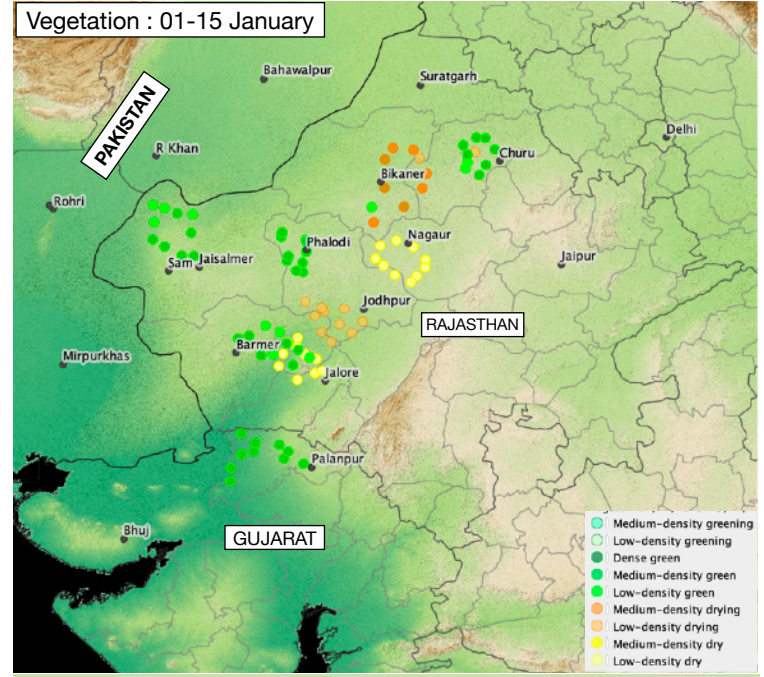 Vegetation : 01-15 January
Bahawalpur
Suratgarh
PAKISTAN
Delhi
R Khan
Churu
Bikaner
Rohri
Nagaur
Phalodi
Jaipur
Sam
Jaisalmer
Jodhpur
RAJASTHAN
Barmer
Mirpurkhas
Jalore
Palanpur
Bhuj
GUJARAT
Medium-density greening
Low-density greening
Dense green
Medium-density green
Low-density green
Medium-density drying
Low-density drying
Medium-density dry
Low-density dry